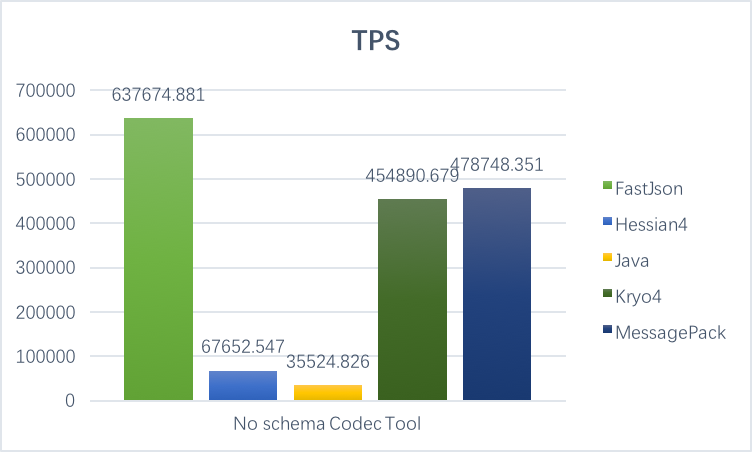 TPS
700000
600000
500000
400000
300000
200000
100000
0
637674.881
67652.547
35524.826
454890.679
478748.351
No schema Codec Tool
FastJson
Hessian4
Java
Kryo4
MessagePack